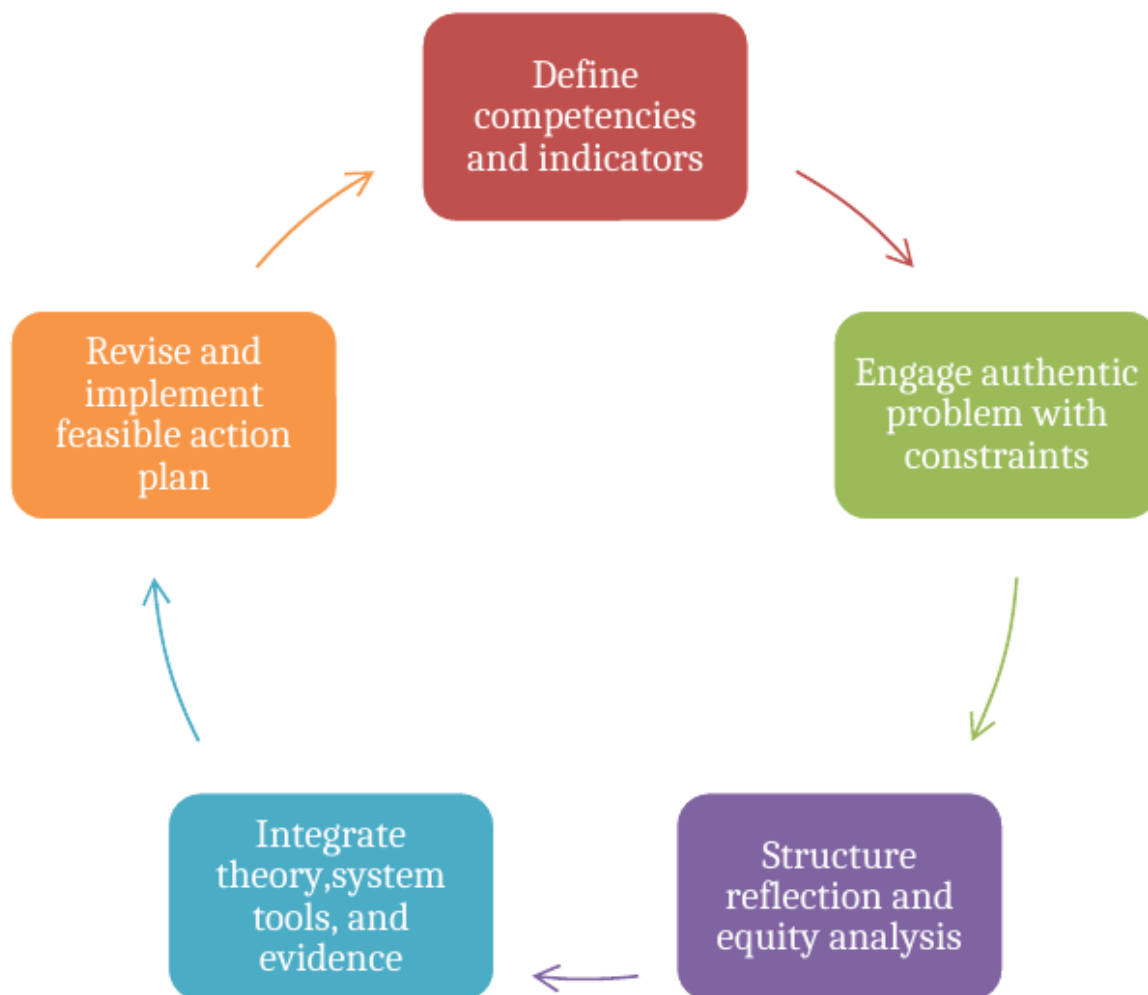 Define
competencies
and indicators
Engage authentic
problem with
constraints
Structure
reflection and
equity analysis
Integrate
theory,system
tools, and
evidence
Revise and
implement
feasible action
plan